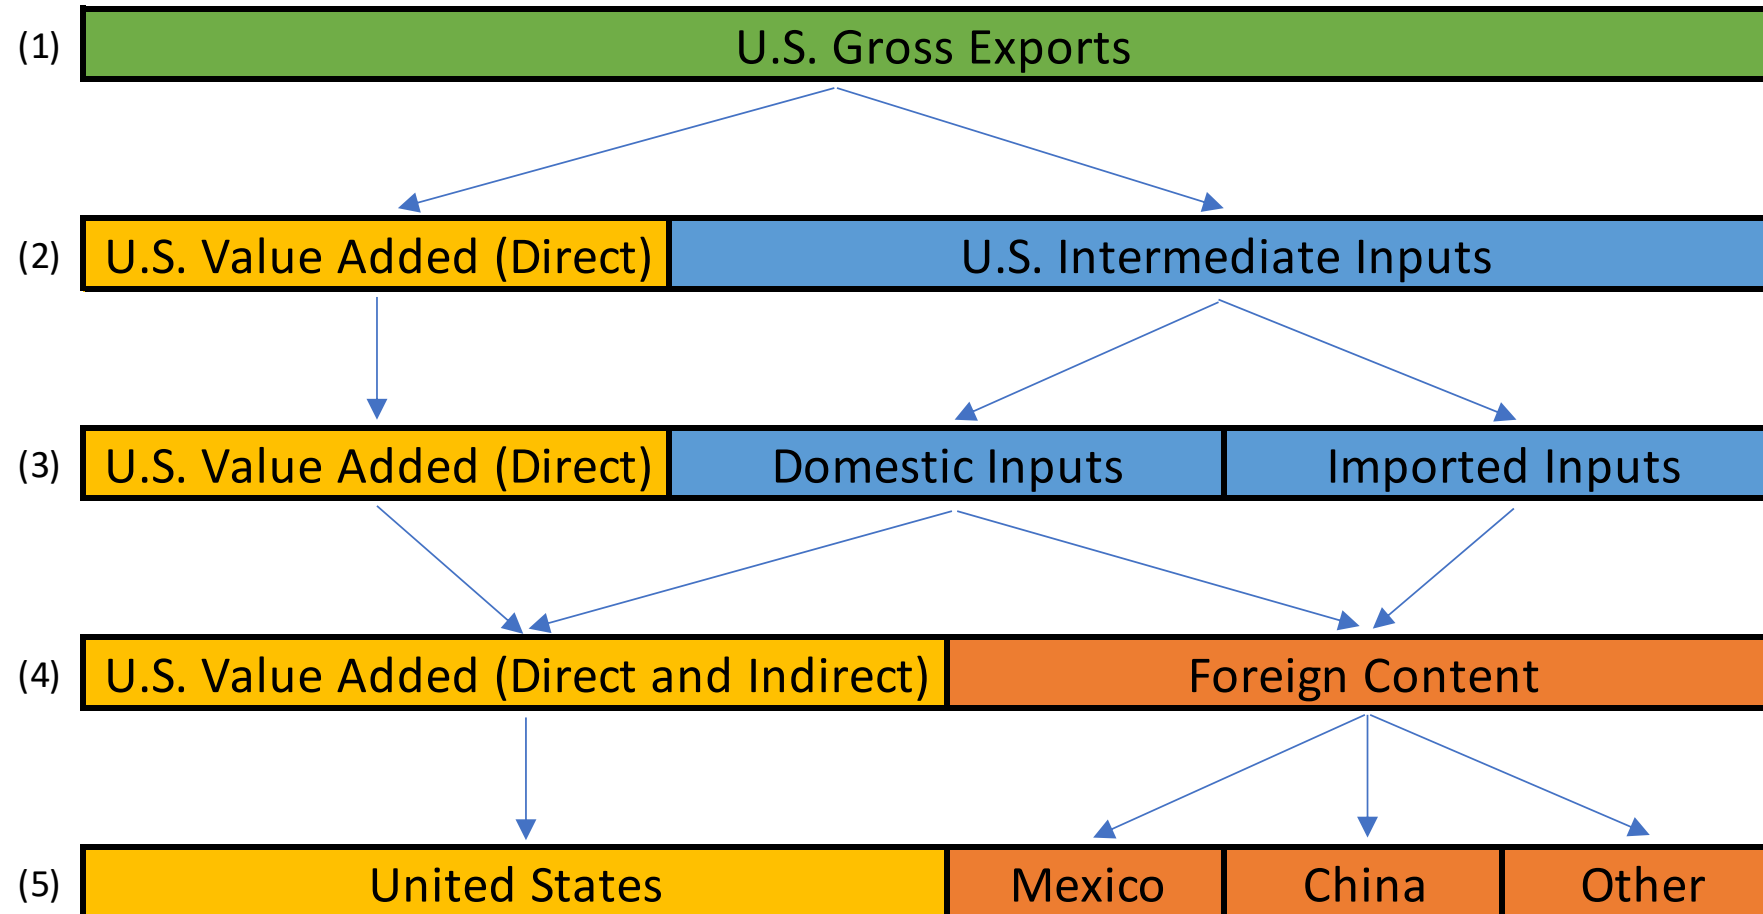 (1) U.S. Gross Exports
(2) U.S. Value Added (Direct) U.S. Intermediate Inputs
(3) U.S. Value Added (Direct) Domestic Inputs Imported Inputs
(4) U.S. Value Added (Direct and Indirect) Foreign Content
(5) United States Mexico China Other